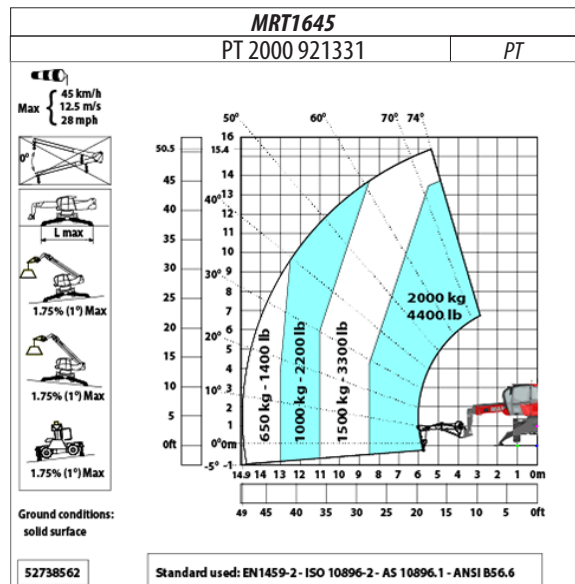 MRT1645
PT 2000 921331 PT
45 km/h
Max { 12.5 m/s
28 mph
0°
L max
1.75% (1°) Max
1.75% (1°) Max
1.75% (1°) Max
Ground conditions:
solid surface
52738562
50° 60° 70° 74°
40°
30°
20°
10°
0°
-5°
50.5
45
40
35
30
25
20
15
10
5
0ft
16
15.4
14
13
12
11
10
9
8
7
6
5
4
3
2
1
0m
-1
650 kg - 1400 lb
1000 kg - 2200 lb
1500 kg - 3300 lb
2000 kg
4400 lb
14.9 14 13 12 11 10 9 8 7 6 5 4 3 2 1 0m
49 45 40 35 30 25 20 15 10 5 0ft
Standard used: EN1459-2 - ISO 10896-2 - AS 10896.1 - ANSI B56.6